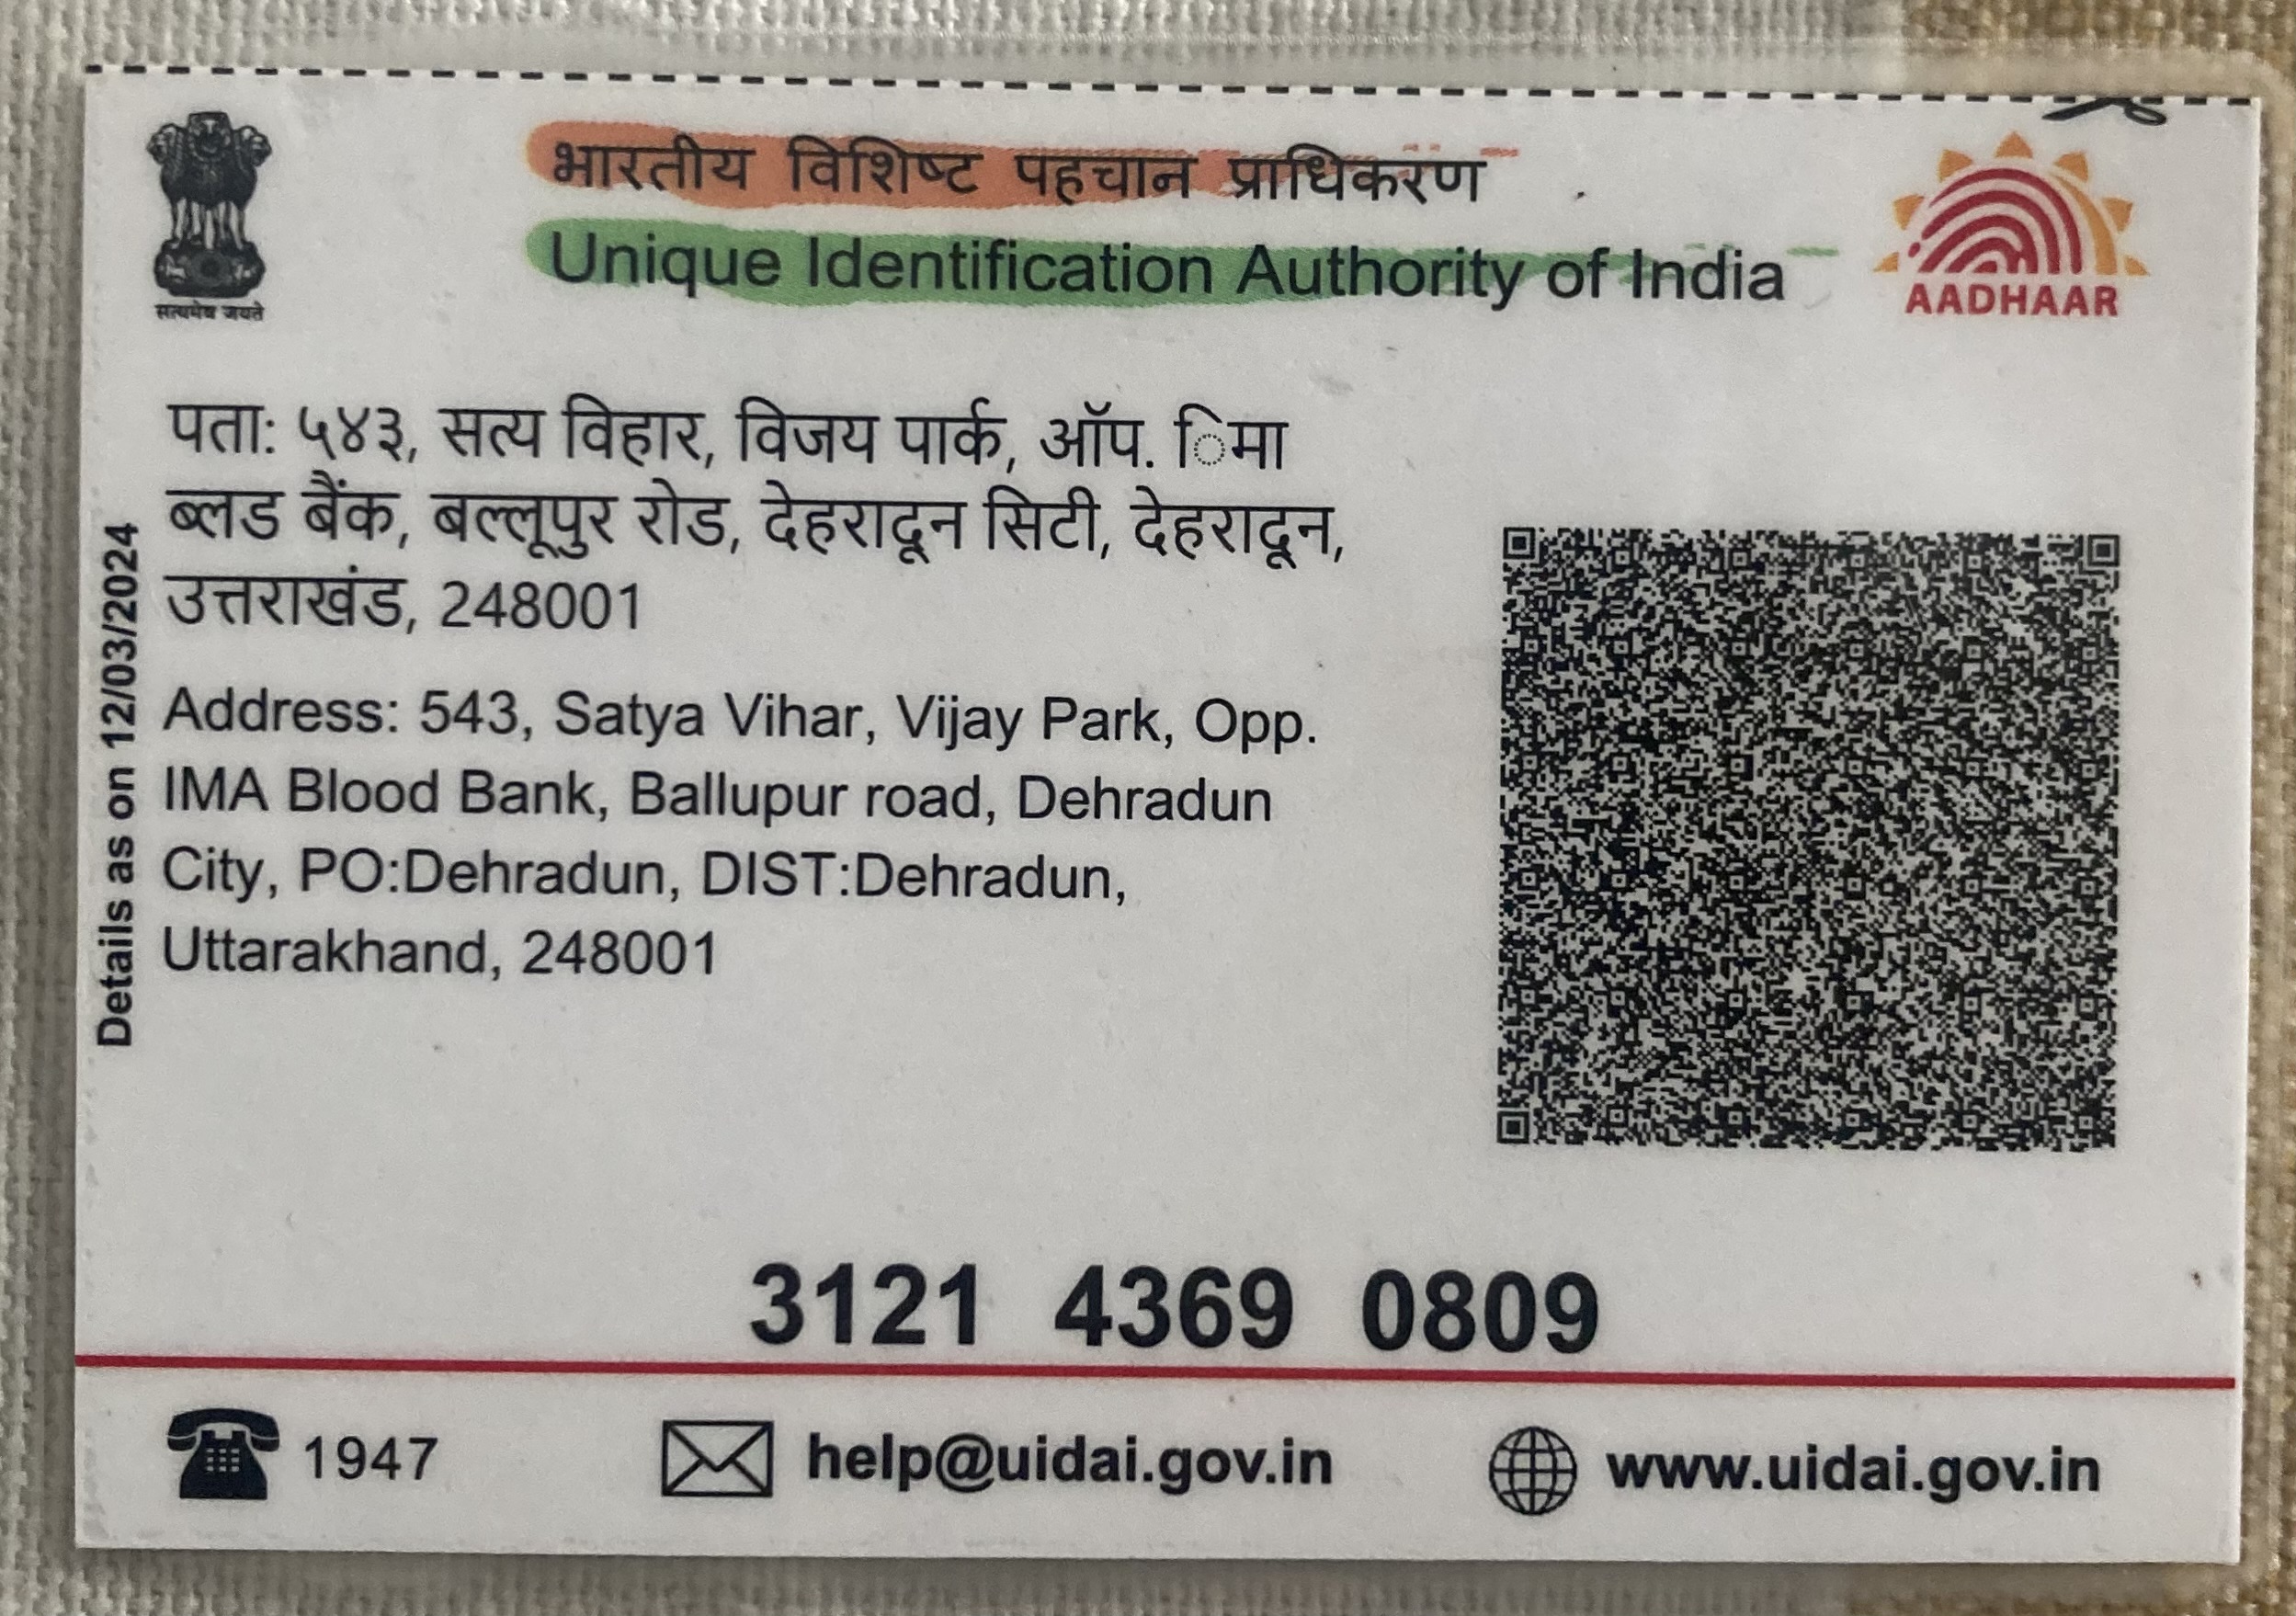 भारतीय विशिष्ट पहचान प्राधिकरण
Unique Identification Authority of India
सत्यमेव जयते
AADHAAR
पता: ५४३, सत्य विहार, विजय पार्क, ऑप. िमा
ब्लड बैंक, बल्लूपुर रोड, देहरादून सिटी, देहरादून,
उत्तराखंड, 248001
Address: 543, Satya Vihar, Vijay Park, Opp.
IMA Blood Bank, Ballupur road, Dehradun
City, PO:Dehradun, DIST:Dehradun,
Uttarakhand, 248001
Details as on 12/03/2024
3121 4369 0809
1947
help@uidai.gov.in
www.uidai.gov.in